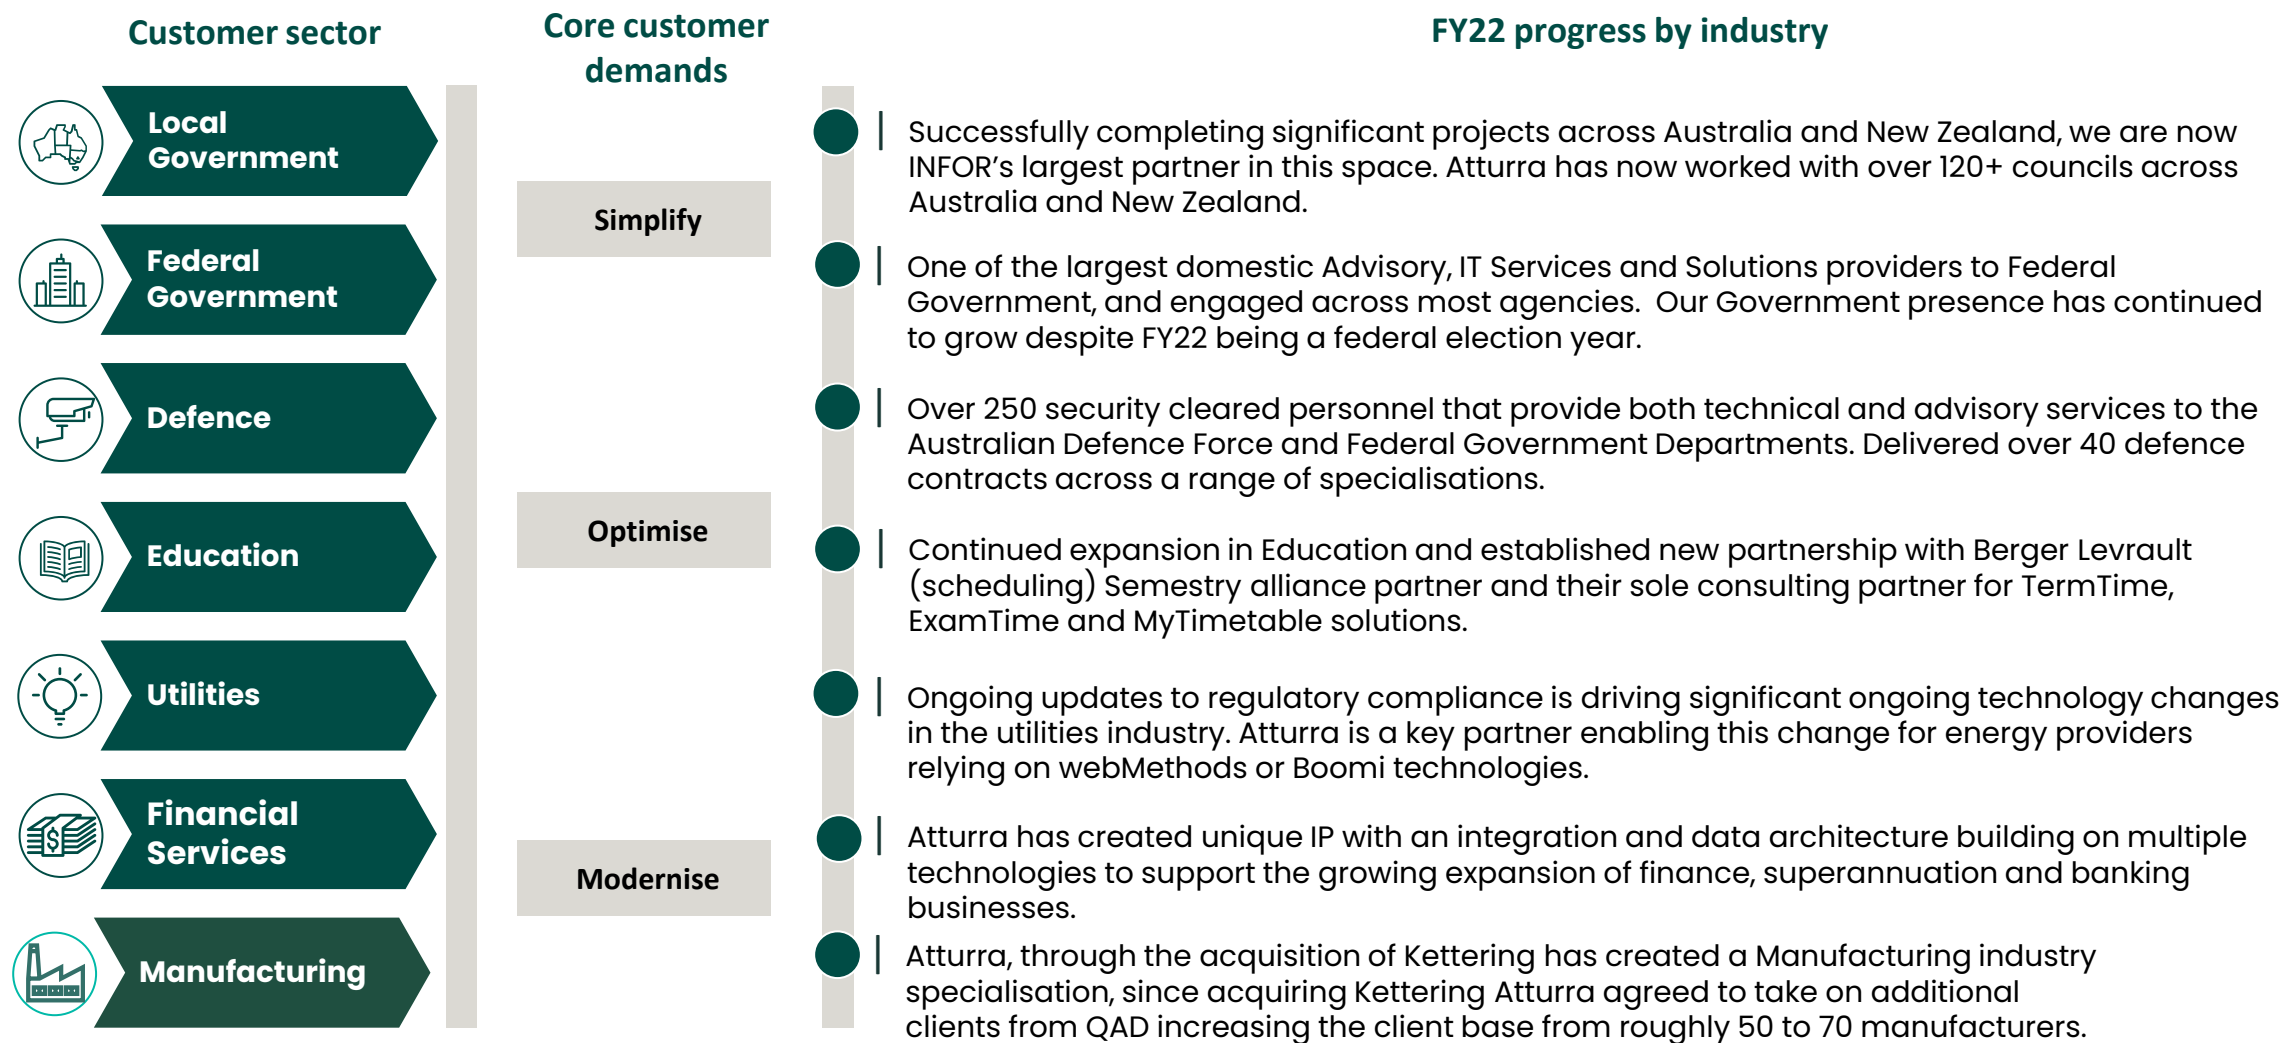 Customer sector
Core customer
demands
FY22 progress by industry
Local
Government
Federal
Government
Defence
Education
Utilities
Financial
Services
Manufacturing
Simplify
Optimise
Modernise
Successfully completing significant projects across Australia and New Zealand, we are now
INFOR’s largest partner in this space. Atturra has now worked with over 120+ councils across
Australia and New Zealand.
One of the largest domestic Advisory, IT Services and Solutions providers to Federal
Government, and engaged across most agencies.  Our Government presence has continued
to grow despite FY22 being a federal election year.
Over 250 security cleared personnel that provide both technical and advisory services to the
Australian Defence Force and Federal Government Departments. Delivered over 40 defence
contracts across a range of specialisations.
Continued expansion in Education and established new partnership with Berger Levrault
(scheduling) Semestry alliance partner and their sole consulting partner for TermTime,
ExamTime and MyTimetable solutions.
Ongoing updates to regulatory compliance is driving significant ongoing technology changes
in the utilities industry. Atturra is a key partner enabling this change for energy providers
relying on webMethods or Boomi technologies.
Atturra has created unique IP with an integration and data architecture building on multiple
technologies to support the growing expansion of finance, superannuation and banking
businesses.
Atturra, through the acquisition of Kettering has created a Manufacturing industry
specialisation, since acquiring Kettering Atturra agreed to take on additional
clients from QAD increasing the client base from roughly 50 to 70 manufacturers.